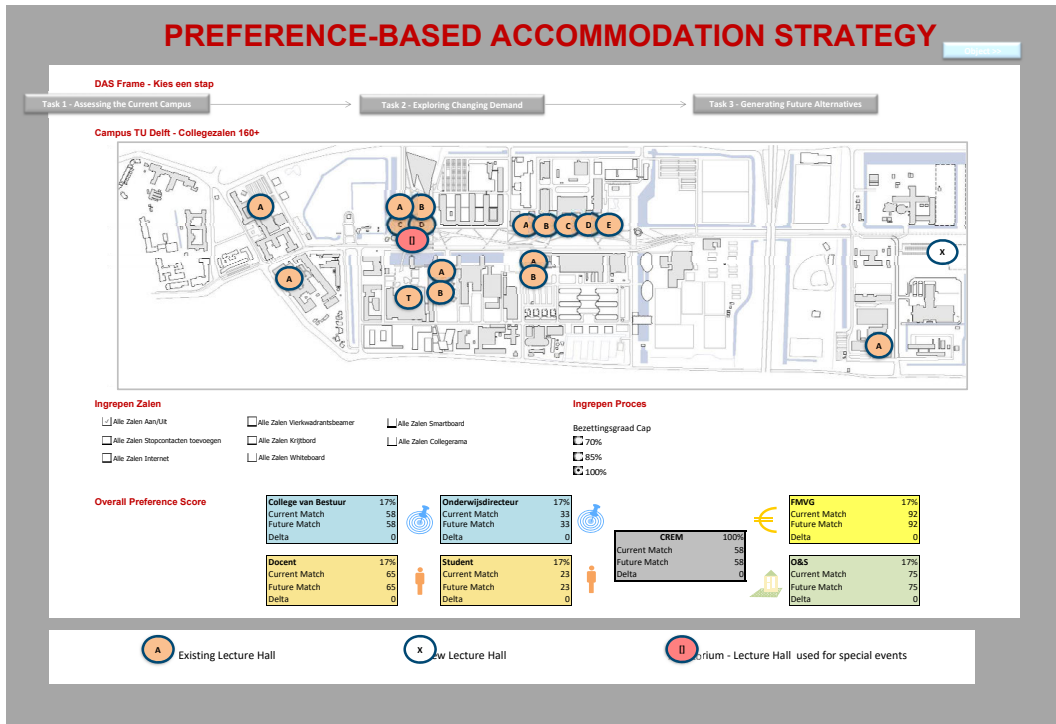 PREFERENCE-BASED ACCOMMODATION STRATEGY
Object >>
DAS Frame - Kies een stap
Task 1 - Assessing the Current Campus
Task 2 - Exploring Changing Demand
Task 3 - Generating Future Alternatives
Campus TU Delft - Collegezalen 160+
A
A B
C D
[]
A B C D E
A
A
B
T
A
B
X
A
Ingrepen Zalen
Alle Zalen Aan/Uit
Alle Zalen Stopcontacten toevoegen
Alle Zalen Internet
Alle Zalen Vierkwadrantsbeamer
Alle Zalen Krijtbord
Alle Zalen Whiteboard
Alle Zalen Smartboard
Alle Zalen Collegerama
Ingrepen Proces
Bezettingsgraad Cap
70%
85%
100%
Overall Preference Score
College van Bestuur 17%
Current Match 58
Future Match 58
Delta 0
Onderwijsdirecteur 17%
Current Match 33
Future Match 33
Delta 0
FMVG 17%
Current Match 92
Future Match 92
Delta 0
CREM 100%
Current Match 58
Future Match 58
Delta 0
Docent 17%
Current Match 65
Future Match 65
Delta 0
Student 17%
Current Match 23
Future Match 23
Delta 0
O&S 17%
Current Match 75
Future Match 75
Delta 0
A Existing Lecture Hall
X ew Lecture Hall
[] orium - Lecture Hall used for special events